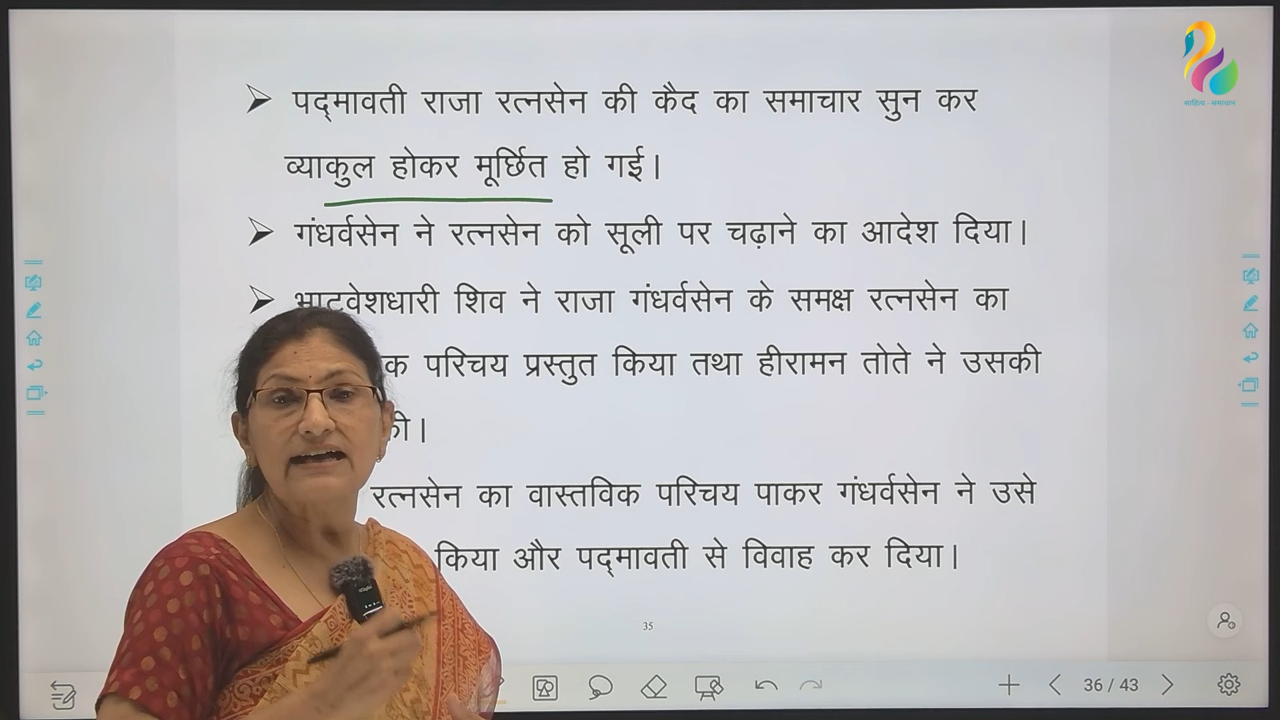 पद्मावती राजा रत्नसेन की कैद का समाचार सुन कर
व्याकुल होकर मूर्छित हो गई।
गंधर्वसेन ने रत्नसेन को सूली पर चढ़ाने का आदेश दिया।
भाटवेशधारी शिव ने राजा गंधर्वसेन के समक्ष रत्नसेन का
परिचय प्रस्तुत किया तथा हीरामन तोते ने उसकी
की।
रत्नसेन का वास्तविक परिचय पाकर गंधर्वसेन ने उसे
किया और पद्मावती से विवाह कर दिया।
35
36 / 43
साहित्य - समाचार